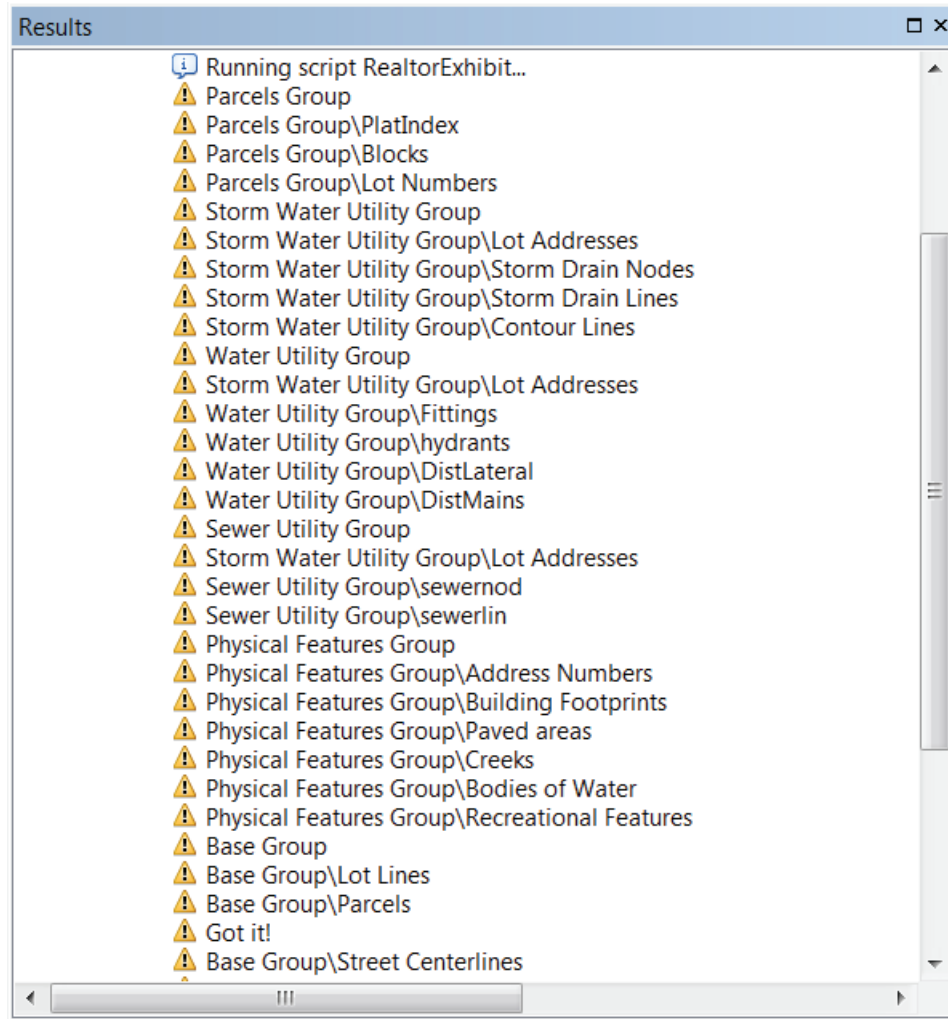 Results
Running script RealtorExhibit...
Parcels Group
Parcels Group\PlatIndex
Parcels Group\Blocks
Parcels Group\Lot Numbers
Storm Water Utility Group
Storm Water Utility Group\Lot Addresses
Storm Water Utility Group\Storm Drain Nodes
Storm Water Utility Group\Storm Drain Lines
Storm Water Utility Group\Contour Lines
Water Utility Group
Storm Water Utility Group\Lot Addresses
Water Utility Group\Fittings
Water Utility Group\hydrants
Water Utility Group\DistLateral
Water Utility Group\DistMains
Sewer Utility Group
Storm Water Utility Group\Lot Addresses
Sewer Utility Group\sewernod
Sewer Utility Group\sewerlin
Physical Features Group
Physical Features Group\Address Numbers
Physical Features Group\Building Footprints
Physical Features Group\Paved areas
Physical Features Group\Creeks
Physical Features Group\Bodies of Water
Physical Features Group\Recreational Features
Base Group
Base Group\Lot Lines
Base Group\Parcels
Got it!
Base Group\Street Centerlines